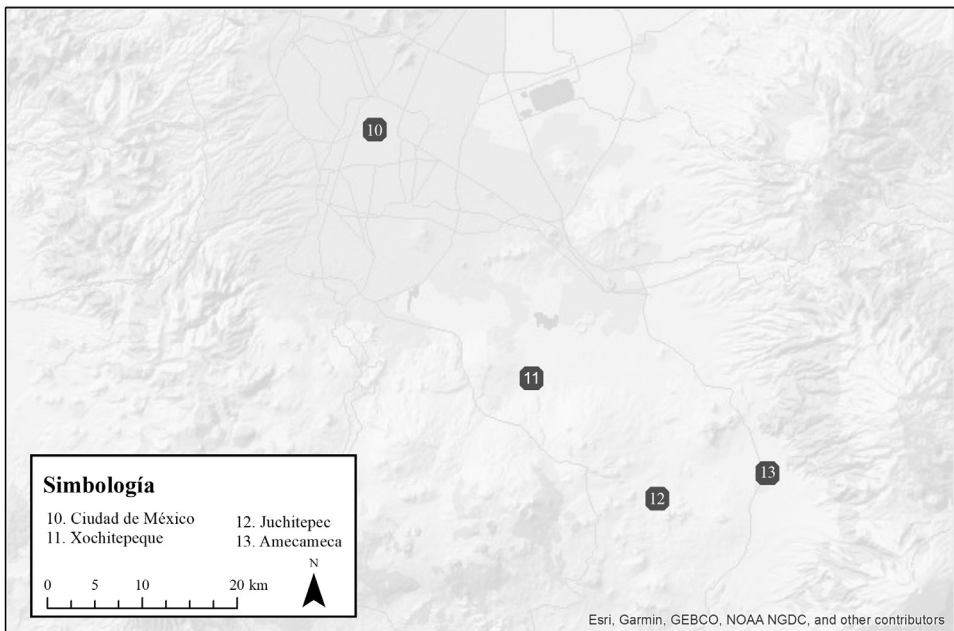 10
11
12
13
Simbología
10. Ciudad de México
11. Xochitepeque
12. Juchitepec
13. Amecameca
0 5 10 20 km
N
Esri, Garmin, GEBCO, NOAA NGDC, and other contributors